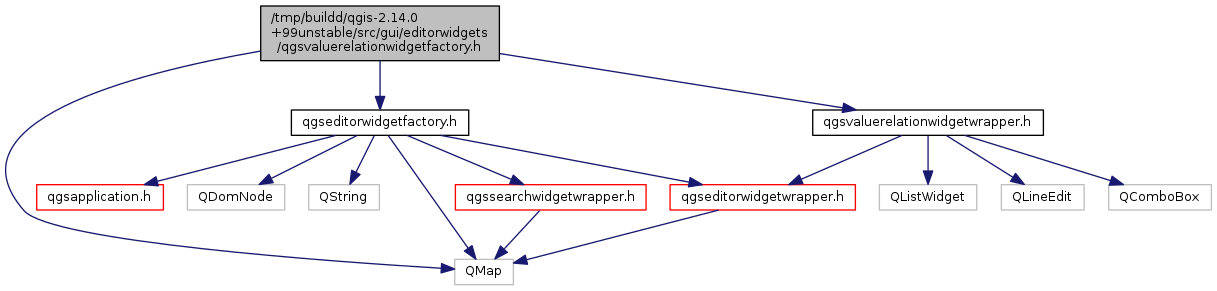 /tmp/buildd/qgis-2.14.0
+99unstable/src/gui/editorwidgets
/qgsvaluerelationwidgetfactory.h
qgseditorwidgetfactory.h
qgsvaluerelationwidgetwrapper.h
qgsapplication.h
QDomNode
QString
qgssearchwidgetwrapper.h
qgseditorwidgetwrapper.h
QListWidget
QLineEdit
QComboBox
QMap